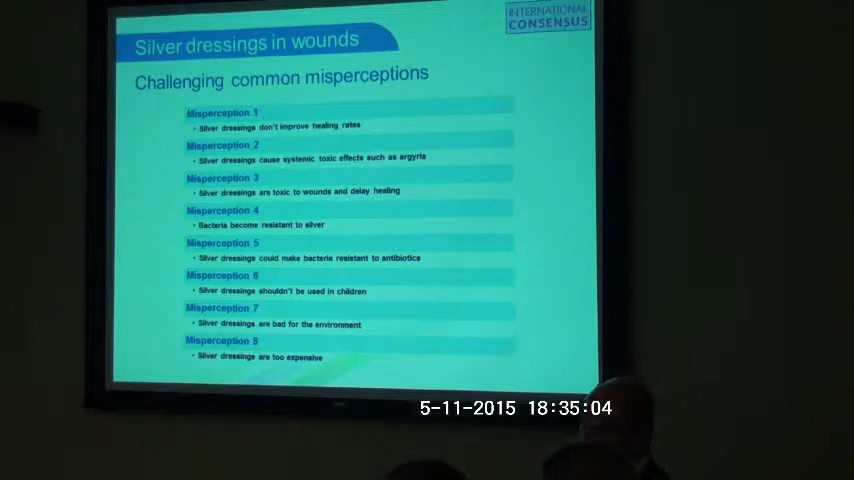 INTERNATIONAL
CONSENSUS
Silver dressings in wounds
Challenging common misperceptions
Misperception 1
• Silver dressings don't improve healing rates
Misperception 2
• Silver dressings cause systemic toxic effects such as argyria
Misperception 3
• Silver dressings are toxic to wounds and delay healing
Misperception 4
• Bacteria become resistant to silver
Misperception 5
• Silver dressings could make bacteria resistant to antibiotics
Misperception 6
• Silver dressings shouldn't be used in children
Misperception 7
• Silver dressings are bad for the environment
Misperception 8
• Silver dressings are too expensive
5-11-2015 18:35:04